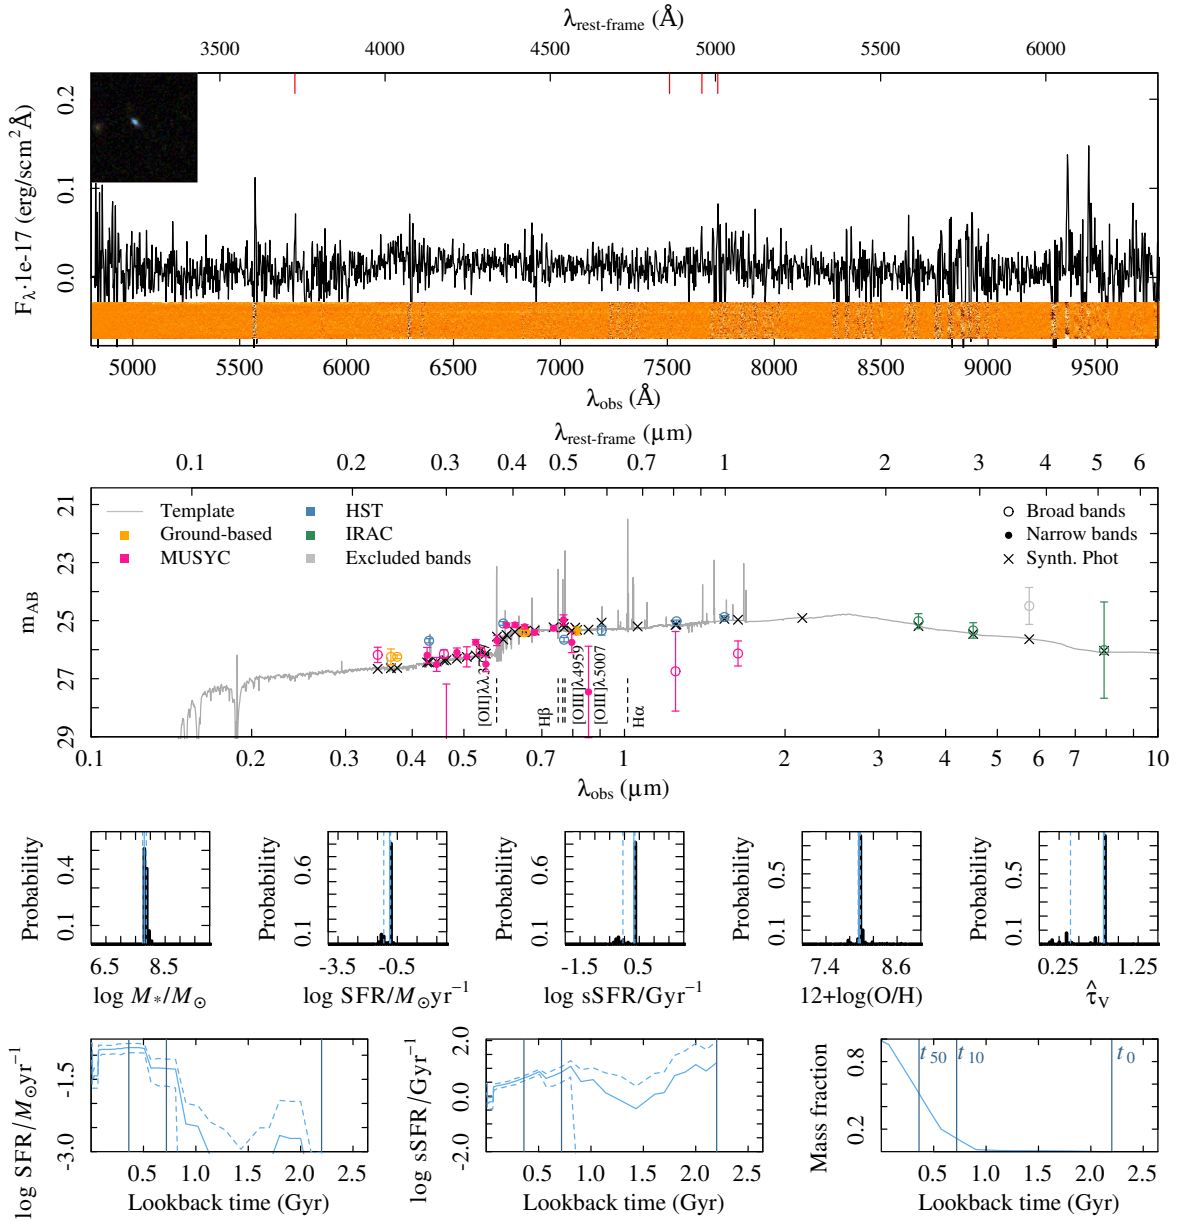 λrest-frame (Å)
3500 4000 4500 5000 5500 6000
Fλ·1e-17 (erg/scm²Å)
0.2
0.1
0.0
5000 5500 6000 6500 7000 7500 8000 8500 9000 9500
λobs (Å)
λrest-frame (μm)
0.1 0.2 0.3 0.4 0.5 0.7 1 2 3 4 5 6
mAB
21
23
25
27
29
Template
Ground-based
MUSYC
HST
IRAC
Excluded bands
Broad bands
Narrow bands
Synth. Phot
Hβ
[OIII]λ4959
[OIII]λ5007
Hα
0.1 0.2 0.3 0.4 0.5 0.7 1 2 3 4 5 6 7 8 10
λobs (μm)
Probability
0.4
0.1
6.5 8.5
log M*/M⊙
Probability
0.6
0.1
-3.5 -0.5
log SFR/M⊙yr⁻¹
Probability
0.6
0.1
-1.5 0.5
log sSFR/Gyr⁻¹
Probability
0.5
0.1
7.4 8.6
12+log(O/H)
Probability
0.5
0.1
0.25 1.25
τ̂V
log SFR/M⊙yr⁻¹
-1.5
-3.0
0.0 0.5 1.0 1.5 2.0 2.5
Lookback time (Gyr)
log sSFR/Gyr⁻¹
2.0
0.0
-2.0
0.0 0.5 1.0 1.5 2.0 2.5
Lookback time (Gyr)
Mass fraction
0.8
0.2
t50 t10 t0
0.0 0.5 1.0 1.5 2.0 2.5
Lookback time (Gyr)